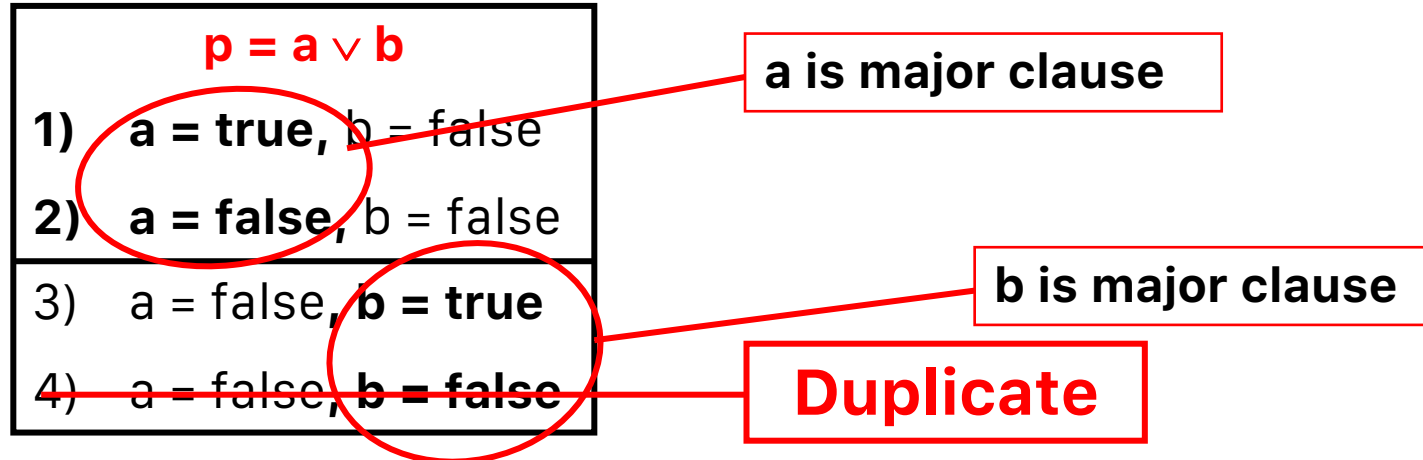 p = a ∨ b
a is major clause
1) a = true, b = false
2) a = false, b = false
b is major clause
3) a = false, b = true
4) a = false, b = false
Duplicate